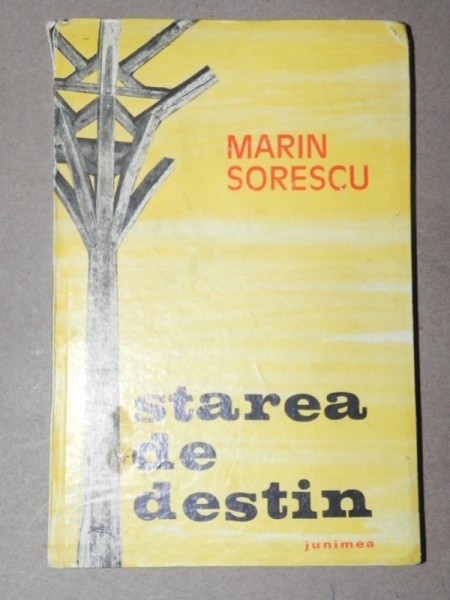 MARIN
SORESCU
starea
de
destin
junimea